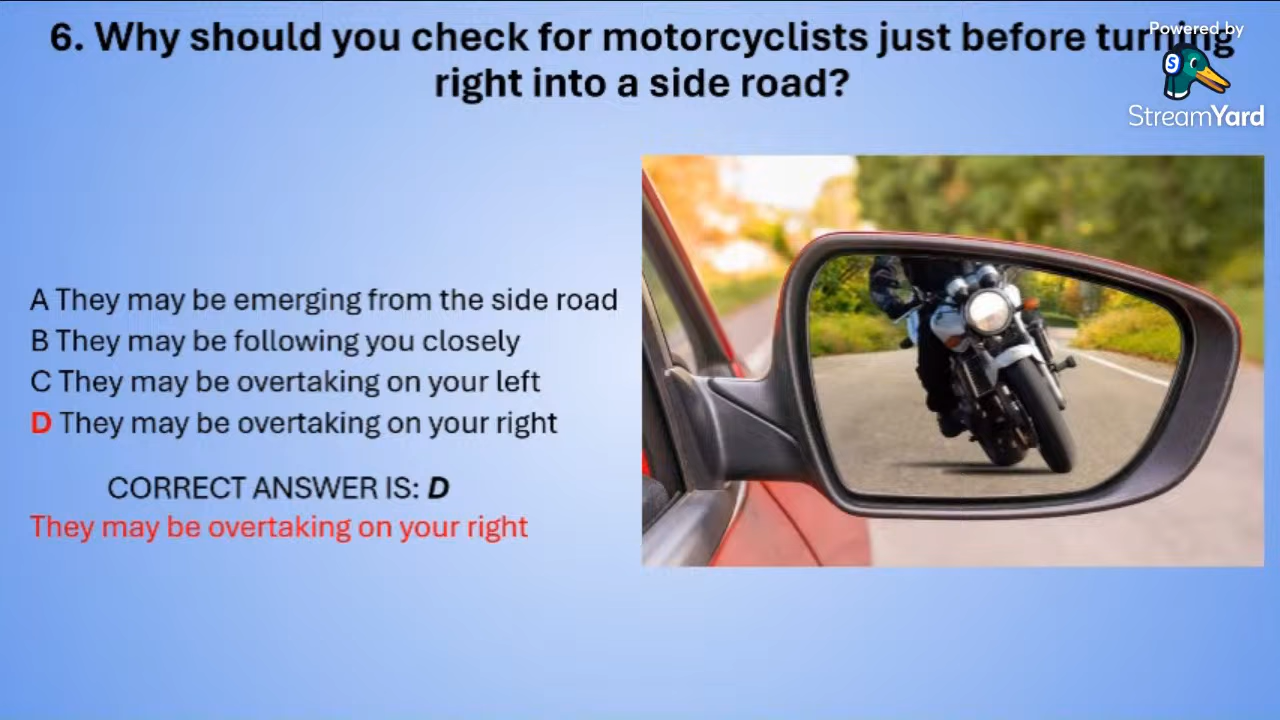 6. Why should you check for motorcyclists just before turning
right into a side road?
Powered by
StreamYard
A They may be emerging from the side road
B They may be following you closely
C They may be overtaking on your left
D They may be overtaking on your right
CORRECT ANSWER IS: D
They may be overtaking on your right